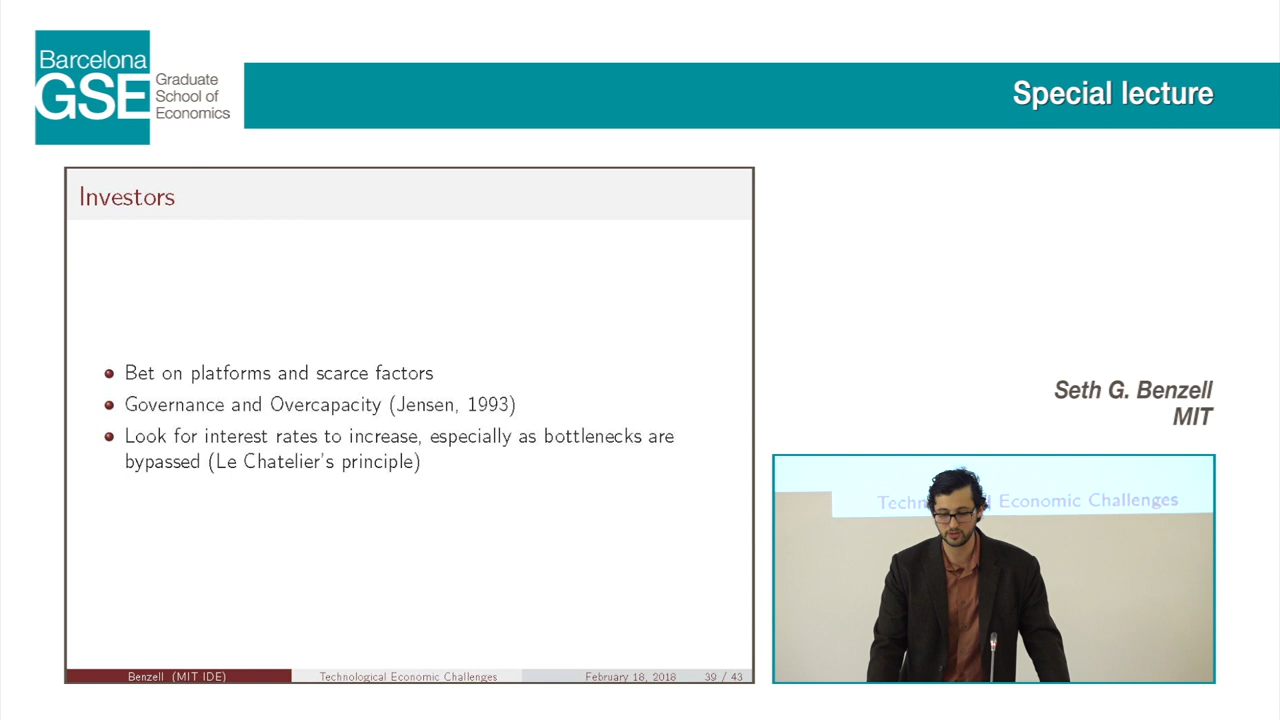 Barcelona
GSE
Graduate
School of
Economics
Special lecture
Investors
Bet on platforms and scarce factors
Governance and Overcapacity (Jensen, 1993)
Look for interest rates to increase, especially as bottlenecks are
bypassed (Le Chatelier's principle)
Seth G. Benzell
MIT
Economic Challenges
Benzell (MIT IDE)
Technological Economic Challenges
February 18, 2018
39 / 43